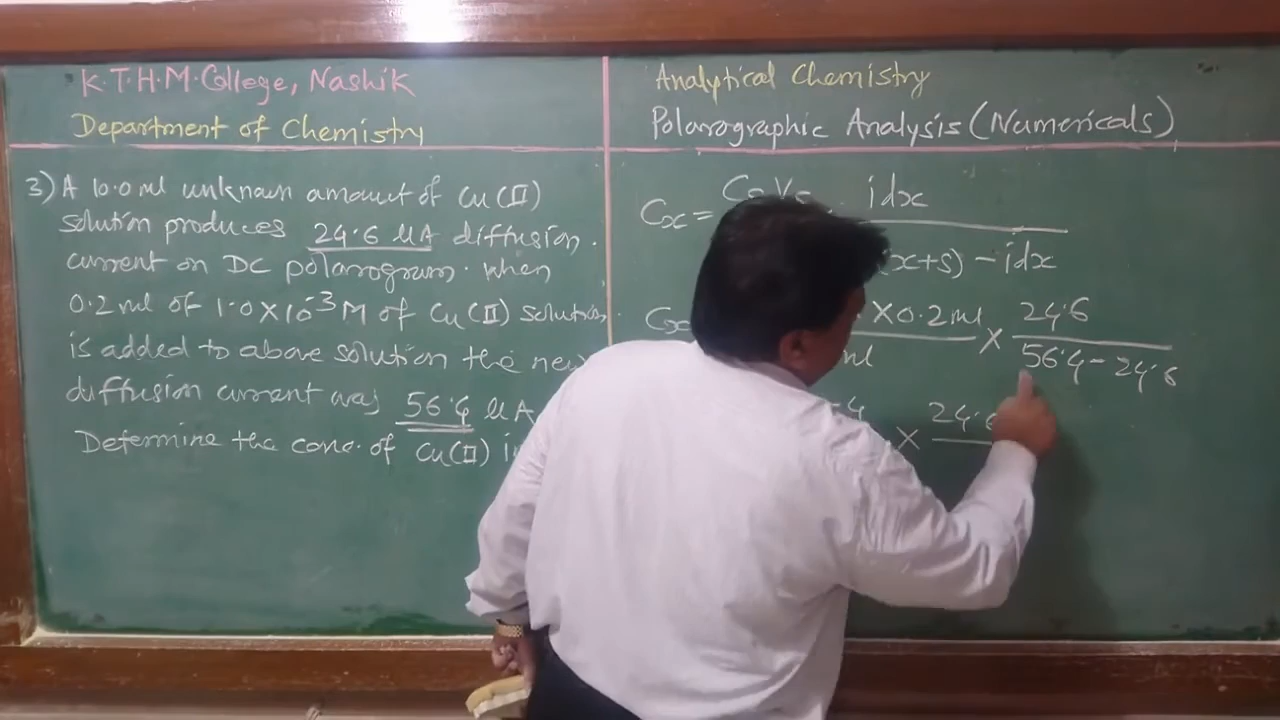 K.T.H.M. College, Nashik
Department of Chemistry
3) A 10.0 ml unknown amount of Cu(II)
solution produces 24.6 μA diffusion.
current on DC polarogram. when
0.2 ml of 1.0 X 10⁻³ M of Cu(II) solution.
is added to above solution the new
diffusion current was 56.4 μA
Determine the conc. of Cu(II) in
Analytical Chemistry
Polarographic Analysis (Numericals)
Cx = idx
(x+s) - idx
X 0.2 ml X 24.6
ml 56.4 - 24.6
X 24.6